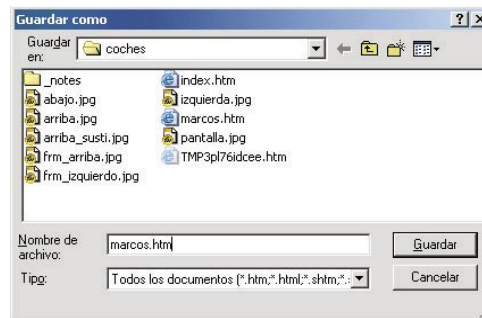 Guardar como
Guardar en:
coches
_notes
abajo.jpg
arriba.jpg
arriba_susti.jpg
frm_arriba.jpg
frm_izquierdo.jpg
index.htm
izquierda.jpg
marcos.htm
pantalla.jpg
TMP3pl76idcee.htm
Nombre de archivo:
marcos.htm
Guardar
Tipo:
Todos los documentos (*.htm;*.html;*.shtm;*.:
Cancelar